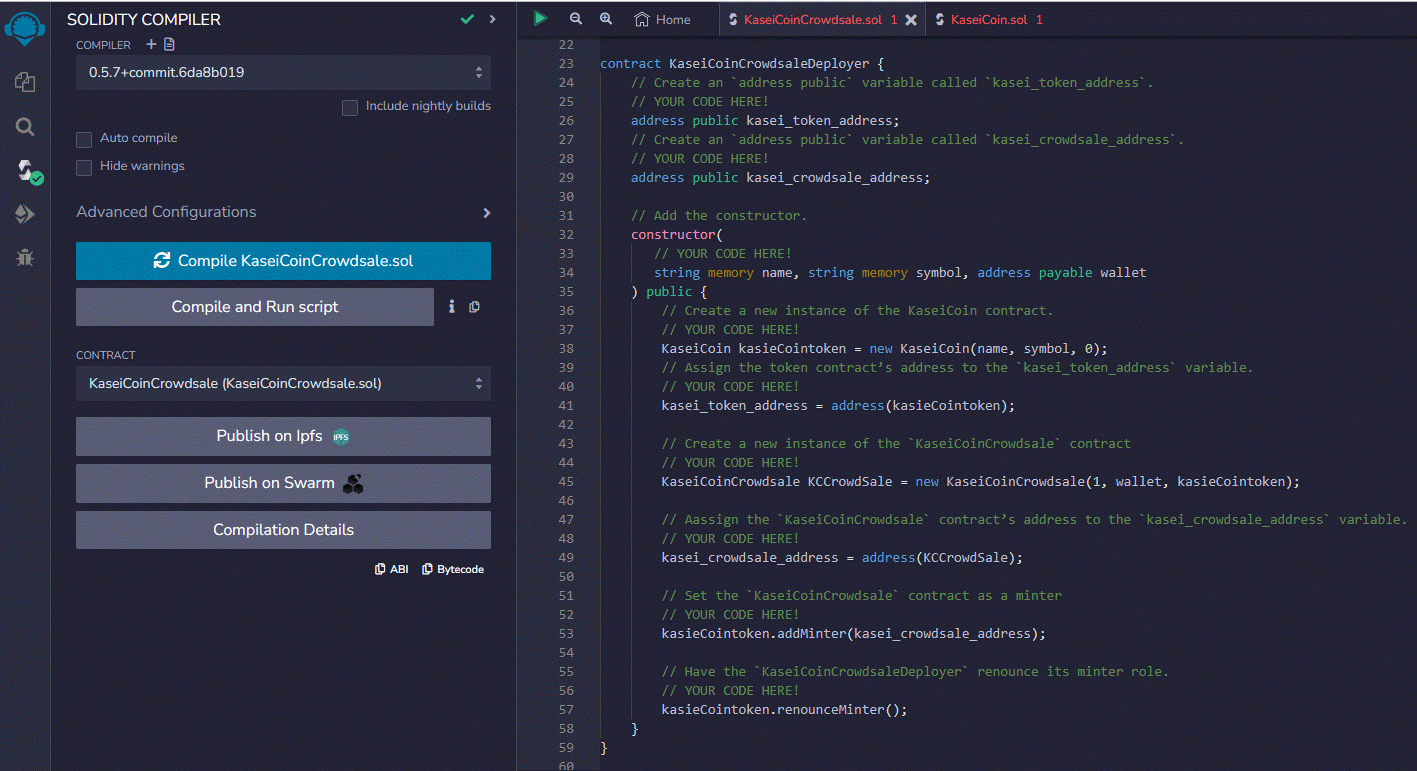 SOLIDITY COMPILER
COMPILER
0.5.7+commit.6da8b019
Include nightly builds
Auto compile
Hide warnings
Advanced Configurations
Compile KaseiCoinCrowdsale.sol
Compile and Run script
CONTRACT
KaseiCoinCrowdsale (KaseiCoinCrowdsale.sol)
Publish on Ipfs IPFS
Publish on Swarm
Compilation Details
ABI Bytecode
Home KaseiCoinCrowdsale.sol 1 KaseiCoin.sol 1
22
23 contract KaseiCoinCrowdsaleDeployer {
24 // Create an `address public` variable called `kasei_token_address`.
25 // YOUR CODE HERE!
26 address public kasei_token_address;
27 // Create an `address public` variable called `kasei_crowdsale_address`.
28 // YOUR CODE HERE!
29 address public kasei_crowdsale_address;
30
31 // Add the constructor.
32 constructor(
33 // YOUR CODE HERE!
34 string memory name, string memory symbol, address payable wallet
35 ) public {
36 // Create a new instance of the KaseiCoin contract.
37 // YOUR CODE HERE!
38 KaseiCoin kasieCointoken = new KaseiCoin(name, symbol, 0);
39 // Assign the token contract’s address to the `kasei_token_address` variable.
40 // YOUR CODE HERE!
41 kasei_token_address = address(kasieCointoken);
42
43 // Create a new instance of the `KaseiCoinCrowdsale` contract
44 // YOUR CODE HERE!
45 KaseiCoinCrowdsale KCCrowdSale = new KaseiCoinCrowdsale(1, wallet, kasieCointoken);
46
47 // Aassign the `KaseiCoinCrowdsale` contract’s address to the `kasei_crowdsale_address` variable.
48 // YOUR CODE HERE!
49 kasei_crowdsale_address = address(KCCrowdSale);
50
51 // Set the `KaseiCoinCrowdsale` contract as a minter
52 // YOUR CODE HERE!
53 kasieCointoken.addMinter(kasei_crowdsale_address);
54
55 // Have the `KaseiCoinCrowdsaleDeployer` renounce its minter role.
56 // YOUR CODE HERE!
57 kasieCointoken.renounceMinter();
58 }
59 }
60